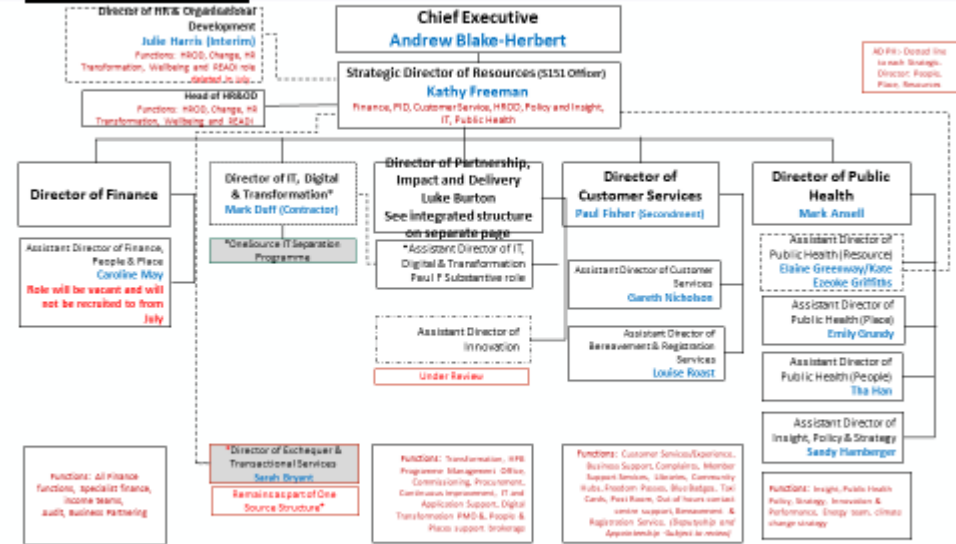 Director of HR & Organisational
Development
Julie Harris (Interim)
Functions: HROD, Change, HR
Transformation, Wellbeing and READI role
deleted in July
Head of HR&OD
Functions: HROD, Change, HR
Transformation, Wellbeing and READI
Chief Executive
Andrew Blake-Herbert
Strategic Director of Resources (S151 Officer)
Kathy Freeman
Finance, PID, Customer Service, HROD, Policy and Insight,
IT, Public Health
AD PH - Dotted line
to each Strategic
Director: People,
Place, Resources
Director of Finance
Assistant Director of Finance,
People & Place
Caroline May
Role will be vacant and will
not be recruited to from
July
Functions: All Finance
functions, specialist finance,
income teams,
audit, Business Partnering
Director of IT, Digital
& Transformation*
Mark Duff (Contractor)
*OneSource IT Separation
Programme
*Director of Exchequer &
Transactional Services
Sarah Bryant
Remains as part of One
Source Structure*
Director of Partnership,
Impact and Delivery
Luke Burton
See integrated structure
on separate page
*Assistant Director of IT,
Digital & Transformation
Paul F Substantive role
Assistant Director of
Innovation
Under Review
Functions: Transformation,
Programme Management Office,
Commissioning, Procurement,
Continuous Improvement, IT and
Application Support, Digital
Transformation PMO &, People &
Places support brokerage
Director of
Customer Services
Paul Fisher (Secondment)
Assistant Director of Customer
Services
Gareth Nicholson
Assistant Director of
Bereavement & Registration
Services
Louise Roast
Functions: Customer Services/Experience,
Business Support, Complaints, Member
Support Services, Libraries, Community
Hubs, Freedom Passes, Blue Badges, Taxi
Cards, Post Room, Out of hours contact
centre support, Bereavement &
Registration Service. (Deputyship and
Appointeeship -Subject to review)
Director of Public
Health
Mark Ansell
Assistant Director of
Public Health (Resource)
Elaine Greenway/Kate
Ezeoke Griffiths
Assistant Director of
Public Health (Place)
Emily Grundy
Assistant Director of
Public Health (People)
Tha Han
Assistant Director of
Insight, Policy & Strategy
Sandy Hamberger
Functions: Insight, Public Health
Policy, Strategy, Innovation &
Performance, Energy team, climate
change strategy